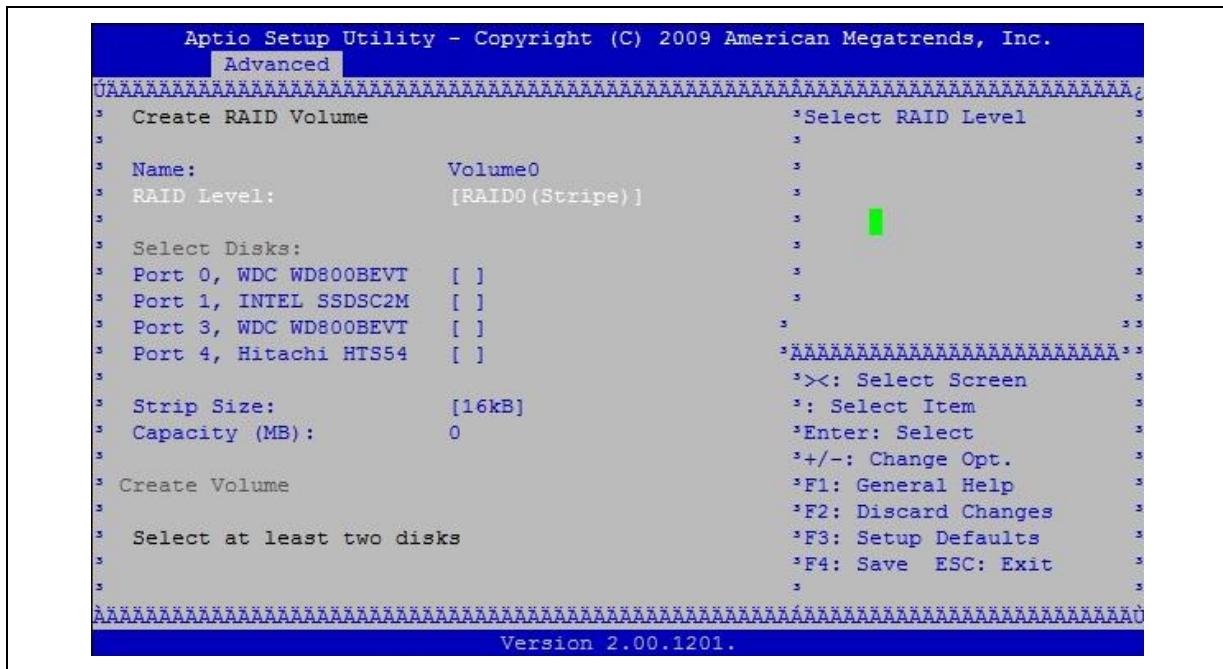 Aptio Setup Utility - Copyright (C) 2009 American Megatrends, Inc.
Advanced
Create RAID Volume
Select RAID Level
Name: Volume0
RAID Level: [RAID0(Stripe)]
Select Disks:
Port 0, WDC WD800BEVT [ ]
Port 1, INTEL SSDSC2M [ ]
Port 3, WDC WD800BEVT [ ]
Port 4, Hitachi HTS54 [ ]
Strip Size: [16kB]
Capacity (MB): 0
Create Volume
Select at least two disks
><: Select Screen
: Select Item
Enter: Select
+/-: Change Opt.
F1: General Help
F2: Discard Changes
F3: Setup Defaults
F4: Save ESC: Exit
Version 2.00.1201.